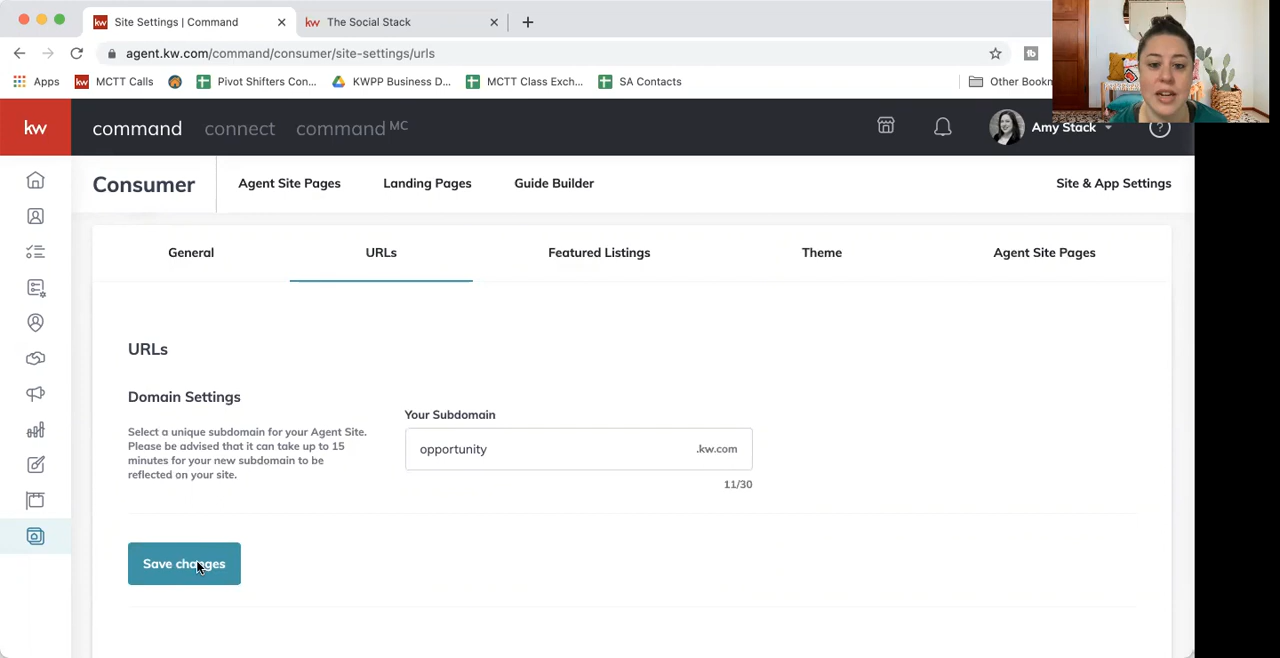 kw Site Settings | Command
kw The Social Stack
agent.kw.com/command/consumer/site-settings/urls
Apps kw MCTT Calls Pivot Shifters Con... KWPP Business D... MCTT Class Exch... SA Contacts Other Bookn
kw command connect command MC Amy Stack ?
Consumer Agent Site Pages Landing Pages Guide Builder Site & App Settings
General URLs Featured Listings Theme Agent Site Pages
URLs
Domain Settings
Select a unique subdomain for your Agent Site.
Please be advised that it can take up to 15
minutes for your new subdomain to be
reflected on your site.
Your Subdomain
opportunity .kw.com
11/30
Save changes